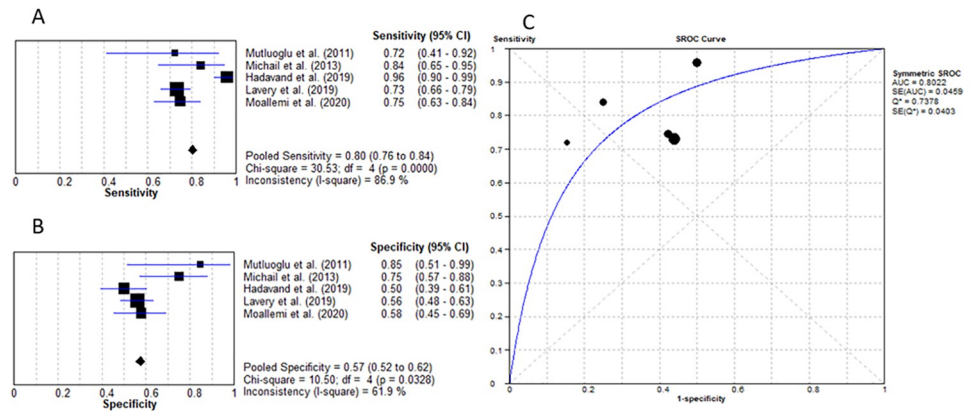 A
Sensitivity (95% CI)
Mutluoglu et al. (2011) 0.72 (0.41 - 0.92)
Michail et al. (2013) 0.84 (0.65 - 0.95)
Hadavand et al. (2019) 0.96 (0.90 - 0.99)
Lavery et al. (2019) 0.73 (0.66 - 0.79)
Moallemi et al. (2020) 0.75 (0.63 - 0.84)
Pooled Sensitivity = 0.80 (0.76 to 0.84)
Chi-square = 30.53; df = 4 (p = 0.0000)
Inconsistency (I-square) = 86.9 %
0 0.2 0.4 0.6 0.8 1
Sensitivity
B
Specificity (95% CI)
Mutluoglu et al. (2011) 0.85 (0.51 - 0.99)
Michail et al. (2013) 0.75 (0.57 - 0.88)
Hadavand et al. (2019) 0.50 (0.39 - 0.61)
Lavery et al. (2019) 0.56 (0.48 - 0.63)
Moallemi et al. (2020) 0.58 (0.45 - 0.69)
Pooled Specificity = 0.57 (0.52 to 0.62)
Chi-square = 10.50; df = 4 (p = 0.0328)
Inconsistency (I-square) = 61.9 %
0 0.2 0.4 0.6 0.8 1
Specificity
C
Sensitivity
SROC Curve
1
0.9
0.8
0.7
0.6
0.5
0.4
0.3
0.2
0.1
0
0 0.2 0.4 0.6 0.8 1
1-specificity
Symmetric SROC
AUC = 0.8022
SE(AUC) = 0.0459
Q* = 0.7378
SE(Q*) = 0.0403